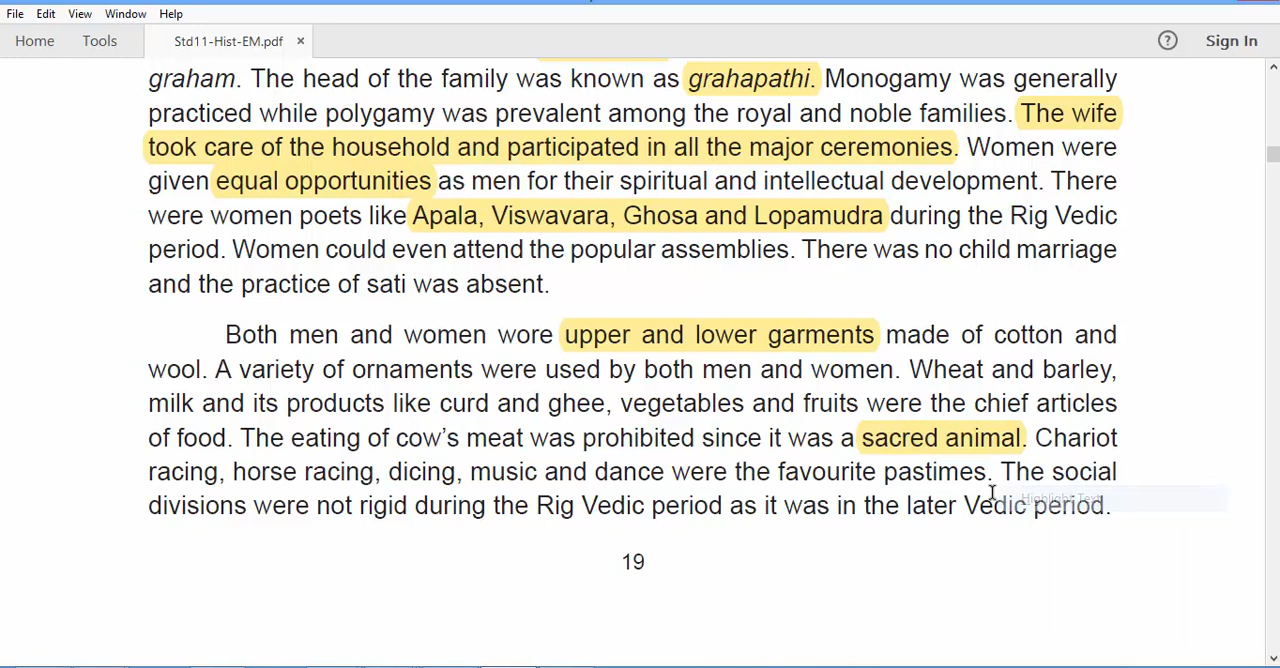 File Edit View Window Help
Home Tools Std11-Hist-EM.pdf × ? Sign In
graham. The head of the family was known as grahapathi. Monogamy was generally
practiced while polygamy was prevalent among the royal and noble families. The wife
took care of the household and participated in all the major ceremonies. Women were
given equal opportunities as men for their spiritual and intellectual development. There
were women poets like Apala, Viswavara, Ghosa and Lopamudra during the Rig Vedic
period. Women could even attend the popular assemblies. There was no child marriage
and the practice of sati was absent.
Both men and women wore upper and lower garments made of cotton and
wool. A variety of ornaments were used by both men and women. Wheat and barley,
milk and its products like curd and ghee, vegetables and fruits were the chief articles
of food. The eating of cow's meat was prohibited since it was a sacred animal. Chariot
racing, horse racing, dicing, music and dance were the favourite pastimes. The social
Highlight Text
divisions were not rigid during the Rig Vedic period as it was in the later Vedic period.
19